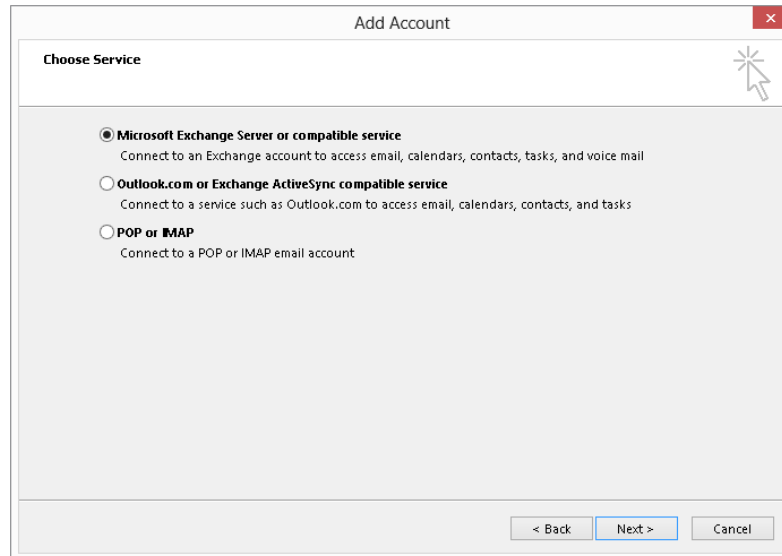 Add Account
Choose Service
Microsoft Exchange Server or compatible service
Connect to an Exchange account to access email, calendars, contacts, tasks, and voice mail
Outlook.com or Exchange ActiveSync compatible service
Connect to a service such as Outlook.com to access email, calendars, contacts, and tasks
POP or IMAP
Connect to a POP or IMAP email account
< Back Next > Cancel